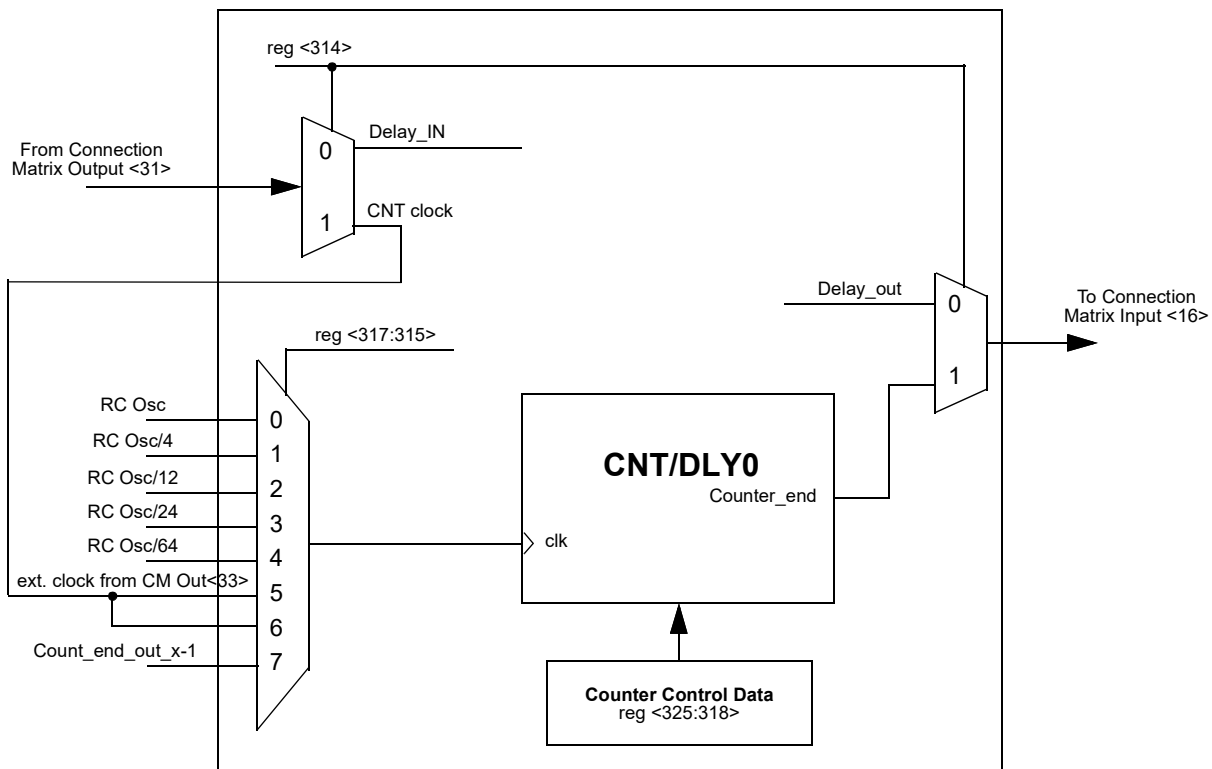 reg <314>
From Connection
Matrix Output <31>
0
Delay_IN
1
CNT clock
Delay_out
0
To Connection
Matrix Input <16>
1
reg <317:315>
RC Osc
0
RC Osc/4
1
RC Osc/12
2
RC Osc/24
3
RC Osc/64
4
ext. clock from CM Out<33>
5
6
Count_end_out_x-1
7
CNT/DLY0
Counter_end
clk
Counter Control Data
reg <325:318>